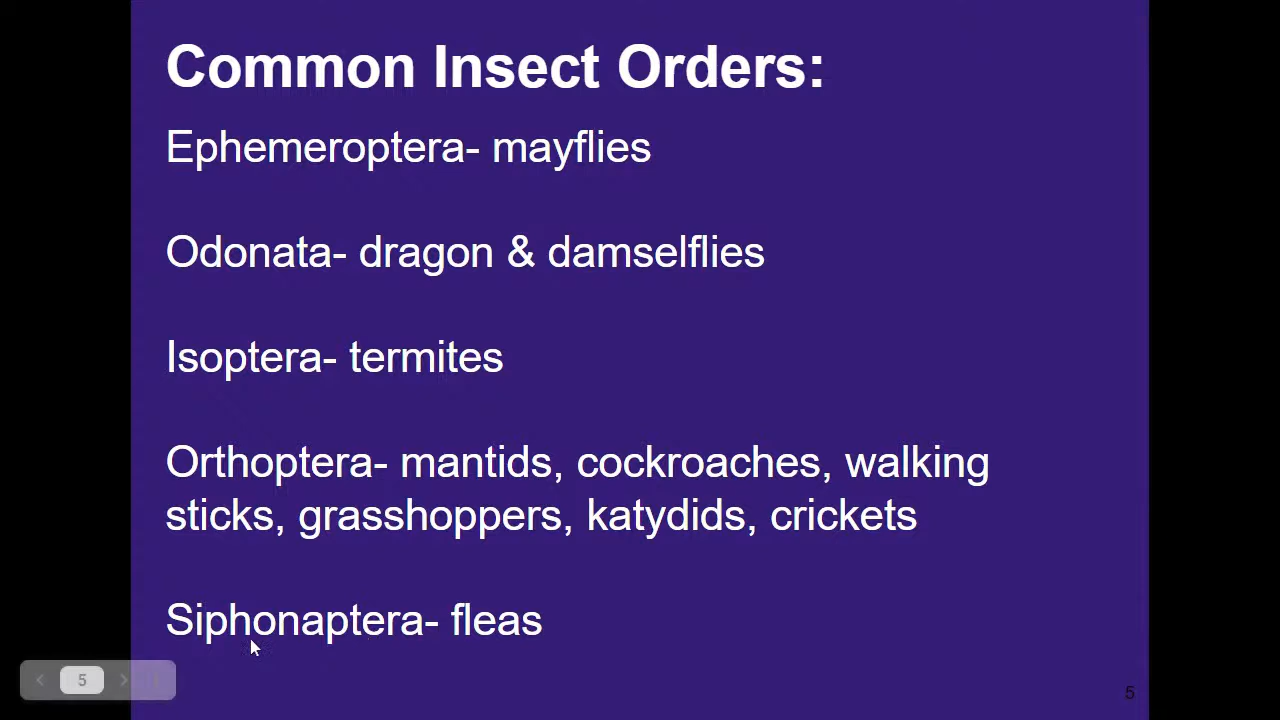 Common Insect Orders:
Ephemeroptera- mayflies
Odonata- dragon & damselflies
Isoptera- termites
Orthoptera- mantids, cockroaches, walking
sticks, grasshoppers, katydids, crickets
Siphonaptera- fleas
5
5